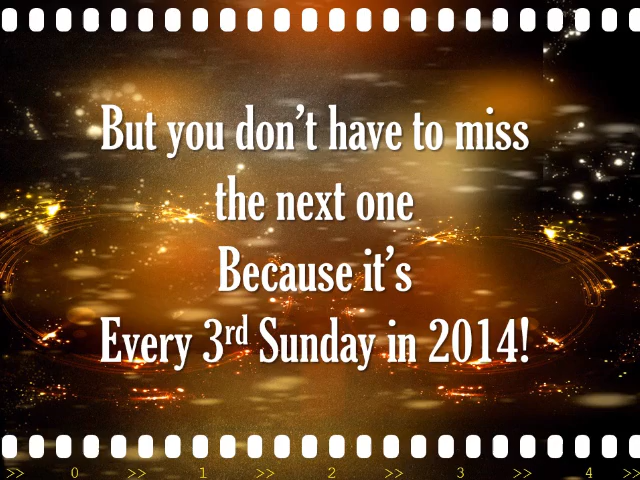 But you don't have to miss
the next one
Because it's
Every 3rd Sunday in 2014!
>> 0 >> 1 >> 2 >> 3 >> 4 >>